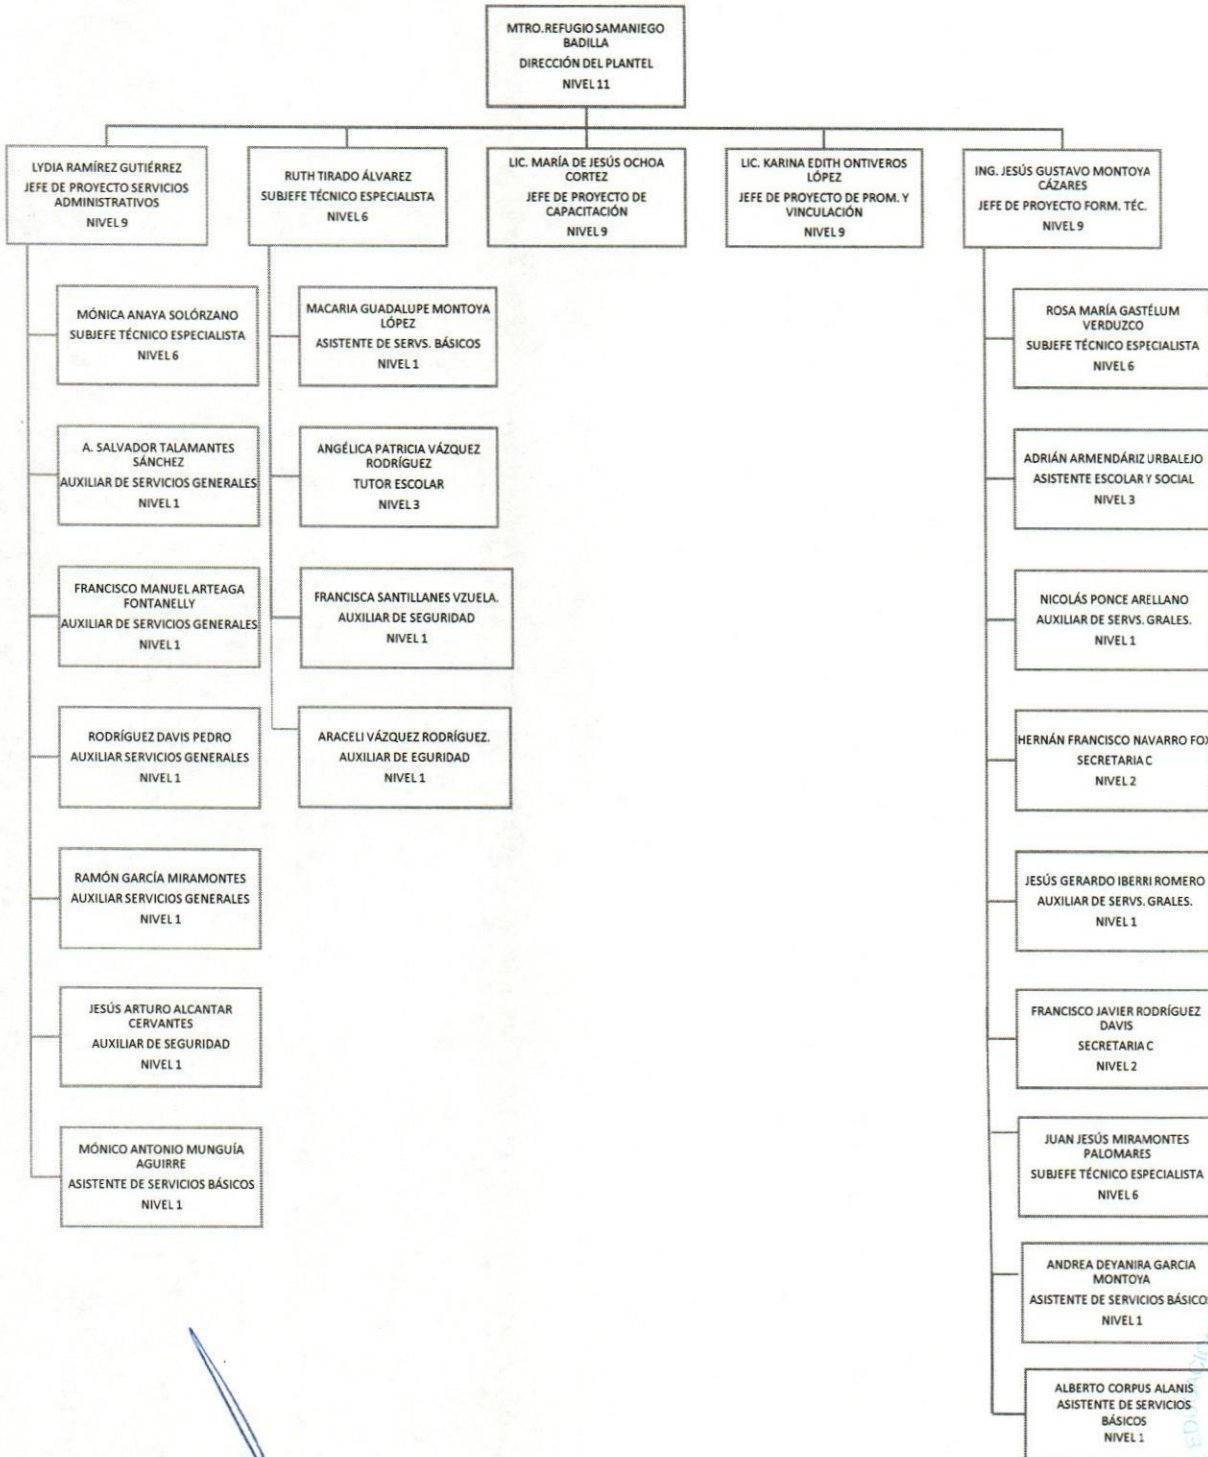 MTRO.REFUGIO SAMANIEGO
BADILLA
DIRECCIÓN DEL PLANTEL
NIVEL 11
LYDIA RAMÍREZ GUTIÉRREZ
JEFE DE PROYECTO SERVICIOS
ADMINISTRATIVOS
NIVEL 9
MÓNICA ANAYA SOLÓRZANO
SUBJEFE TÉCNICO ESPECIALISTA
NIVEL 6
A. SALVADOR TALAMANTES
SÁNCHEZ
AUXILIAR DE SERVICIOS GENERALES
NIVEL 1
FRANCISCO MANUEL ARTEAGA
FONTANELLY
AUXILIAR DE SERVICIOS GENERALES
NIVEL 1
RODRÍGUEZ DAVIS PEDRO
AUXILIAR SERVICIOS GENERALES
NIVEL 1
RAMÓN GARCÍA MIRAMONTES
AUXILIAR SERVICIOS GENERALES
NIVEL 1
JESÚS ARTURO ALCANTAR
CERVANTES
AUXILIAR DE SEGURIDAD
NIVEL 1
MÓNICO ANTONIO MUNGUÍA
AGUIRRE
ASISTENTE DE SERVICIOS BÁSICOS
NIVEL 1
RUTH TIRADO ÁLVAREZ
SUBJEFE TÉCNICO ESPECIALISTA
NIVEL 6
MACARIA GUADALUPE MONTOYA
LÓPEZ
ASISTENTE DE SERVS. BÁSICOS
NIVEL 1
ANGÉLICA PATRICIA VÁZQUEZ
RODRÍGUEZ
TUTOR ESCOLAR
NIVEL 3
FRANCISCA SANTILLANES VZUELA.
AUXILIAR DE SEGURIDAD
NIVEL 1
ARACELI VÁZQUEZ RODRÍGUEZ.
AUXILIAR DE EGURIDAD
NIVEL 1
LIC. MARÍA DE JESÚS OCHOA
CORTEZ
JEFE DE PROYECTO DE
CAPACITACIÓN
NIVEL 9
LIC. KARINA EDITH ONTIVEROS
LÓPEZ
JEFE DE PROYECTO DE PROM. Y
VINCULACIÓN
NIVEL 9
ING. JESÚS GUSTAVO MONTOYA
CÁZARES
JEFE DE PROYECTO FORM. TÉC.
NIVEL 9
ROSA MARÍA GASTÉLUM
VERDUZCO
SUBJEFE TÉCNICO ESPECIALISTA
NIVEL 6
ADRIÁN ARMENDÁRIZ URBALEJO
ASISTENTE ESCOLAR Y SOCIAL
NIVEL 3
NICOLÁS PONCE ARELLANO
AUXILIAR DE SERVS. GRALES.
NIVEL 1
HERNÁN FRANCISCO NAVARRO FOX
SECRETARIA C
NIVEL 2
JESÚS GERARDO IBERRI ROMERO
AUXILIAR DE SERVS. GRALES.
NIVEL 1
FRANCISCO JAVIER RODRÍGUEZ
DAVIS
SECRETARIA C
NIVEL 2
JUAN JESÚS MIRAMONTES
PALOMARES
SUBJEFE TÉCNICO ESPECIALISTA
NIVEL 6
ANDREA DEYANIRA GARCIA
MONTOYA
ASISTENTE DE SERVICIOS BÁSICOS
NIVEL 1
ALBERTO CORPUS ALANIS
ASISTENTE DE SERVICIOS
BÁSICOS
NIVEL 1